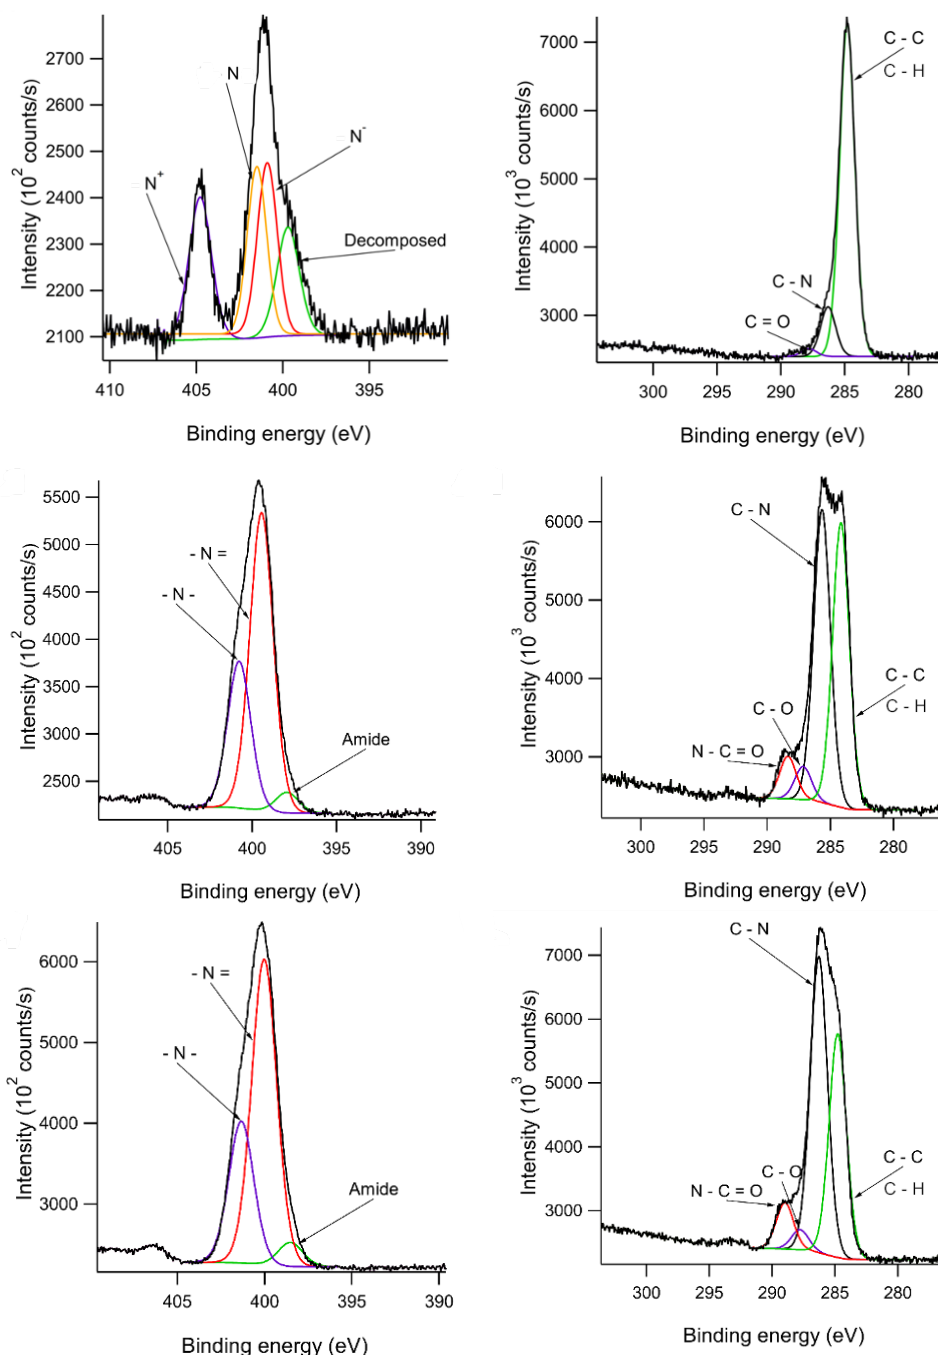 2700
2600
2500
2400
2300
2200
2100
Intensity (10² counts/s)
N
N⁻
=N⁺
Decomposed
410 405 400 395
Binding energy (eV)
7000
6000
5000
4000
3000
Intensity (10³ counts/s)
C - C
C - H
C - N
C = O
300 295 290 285 280
Binding energy (eV)
5500
5000
4500
4000
3500
3000
2500
Intensity (10² counts/s)
- N =
- N -
Amide
405 400 395 390
Binding energy (eV)
6000
5000
4000
3000
Intensity (10³ counts/s)
C - N
C - C
C - H
C - O
N - C = O
300 295 290 285 280
Binding energy (eV)
6000
5000
4000
3000
Intensity (10² counts/s)
- N =
- N -
Amide
405 400 395 390
Binding energy (eV)
7000
6000
5000
4000
3000
Intensity (10³ counts/s)
C - N
C - C
C - H
C - O
N - C = O
300 295 290 285 280
Binding energy (eV)